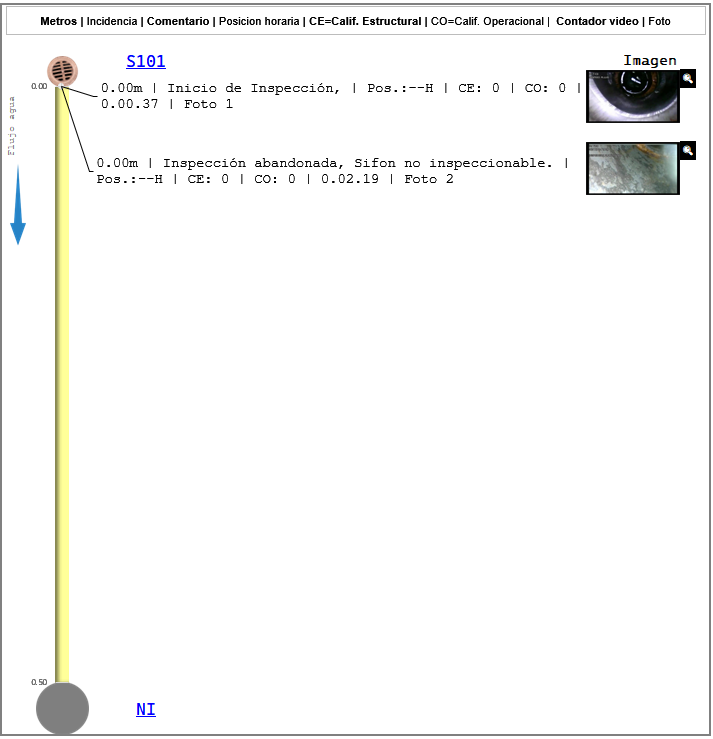 Metros | Incidencia | Comentario | Posicion horaria | CE=Calif. Estructural | CO=Calif. Operacional | Contador video | Foto
S101
Imagen
0.00
0.00m | Inicio de Inspección, | Pos.:--H | CE: 0 | CO: 0 |
0.00.37 | Foto 1
Flujo agua
0.00m | Inspección abandonada, Sifon no inspeccionable. |
Pos.:--H | CE: 0 | CO: 0 | 0.02.19 | Foto 2
0.50
NI